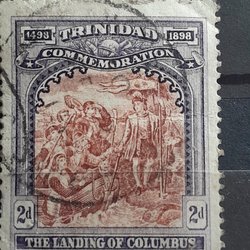 1498 TRINIDAD 1898
COMMEMORATION
2d 2d
THE LANDING OF COLUMBUS